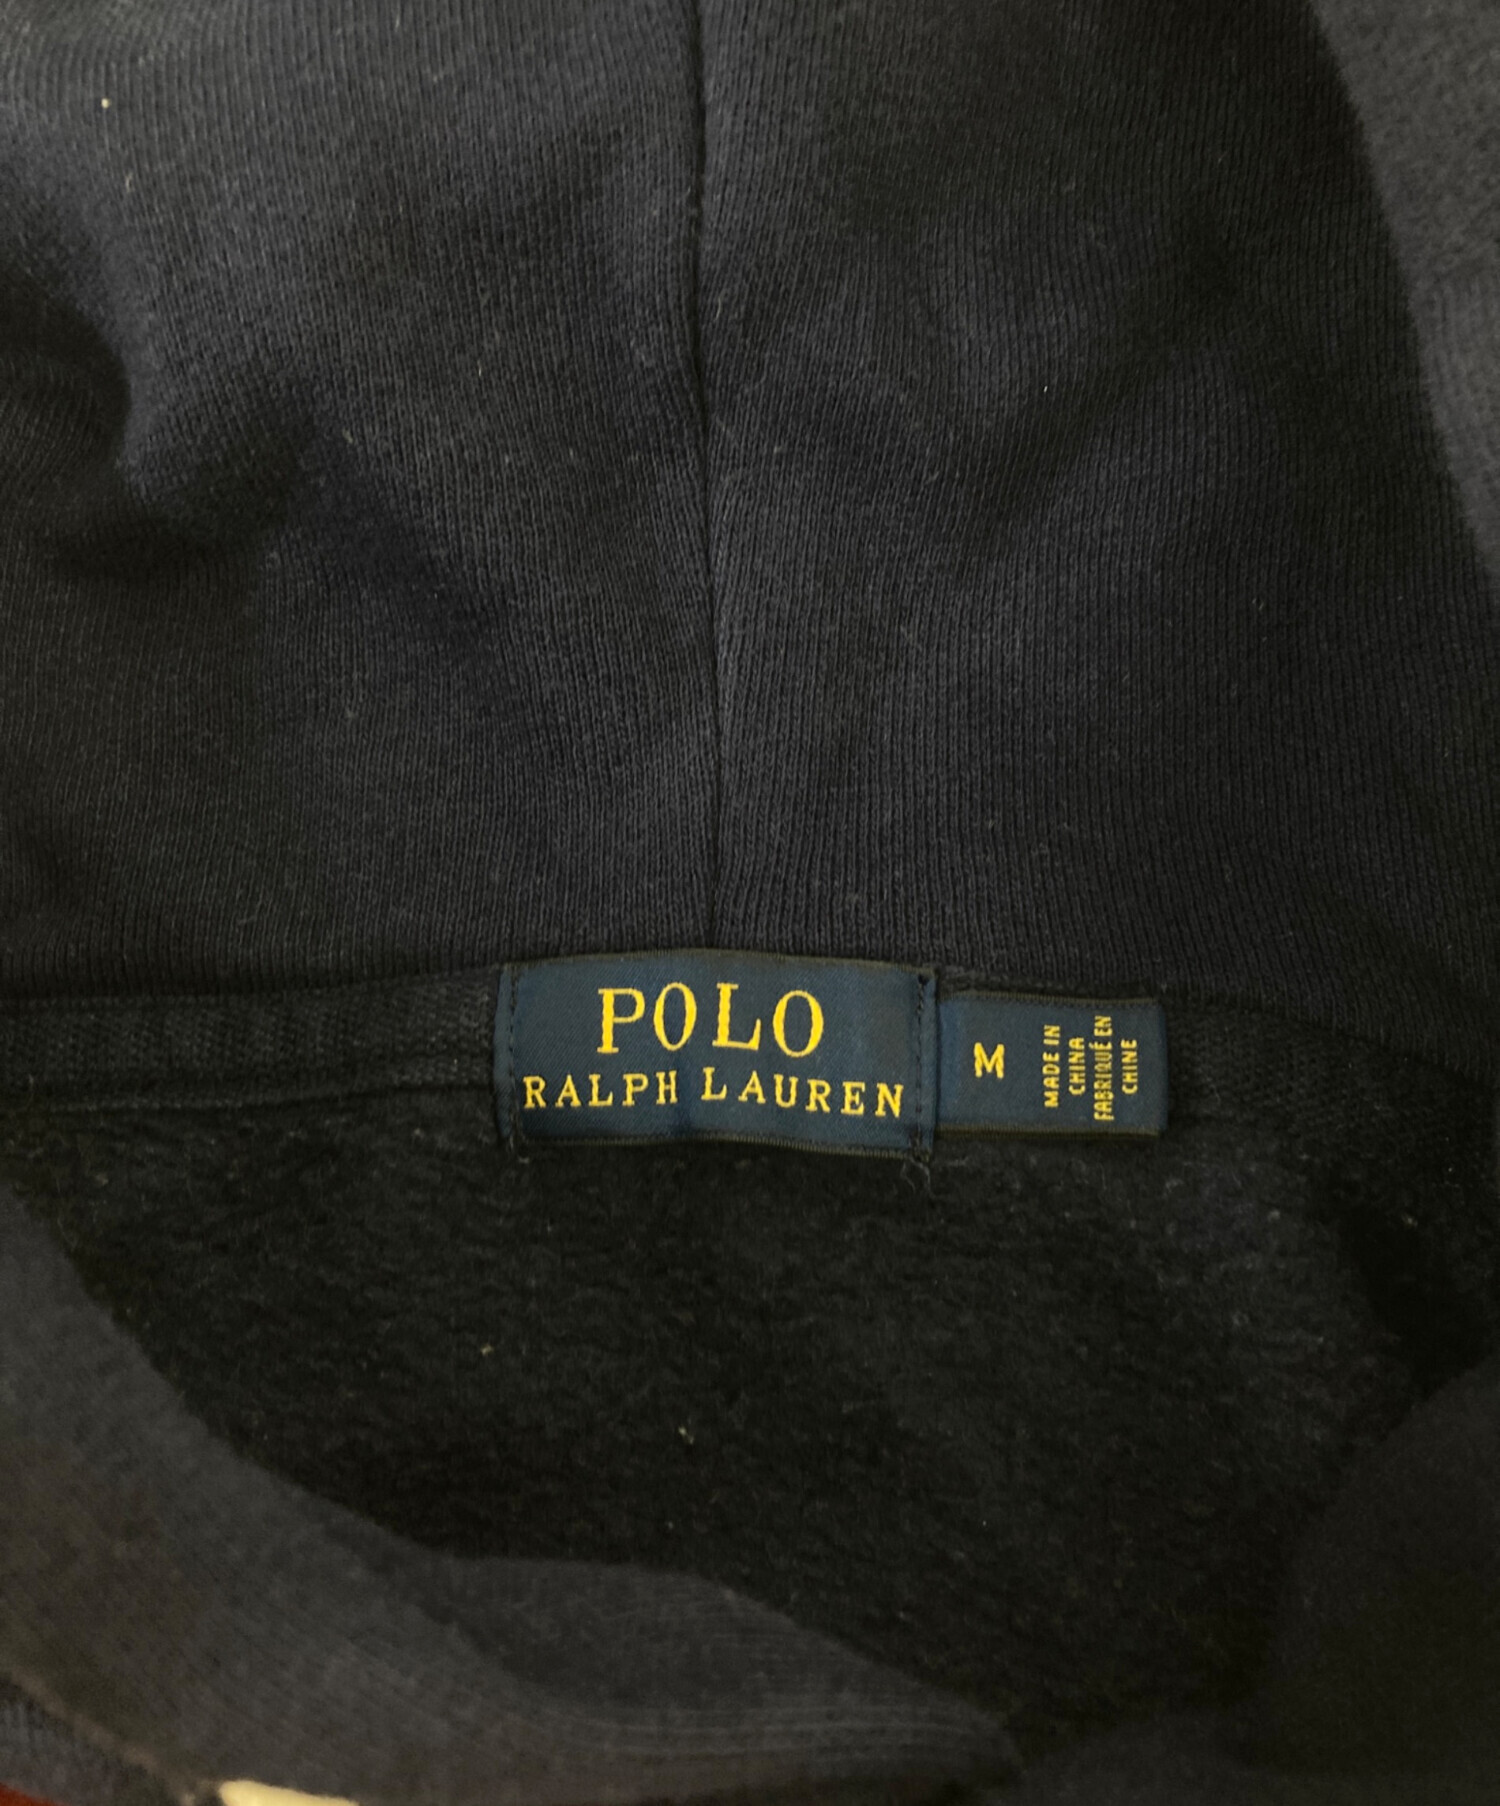 POLO
RALPH LAUREN
M
MADE IN
CHINA
FABRIQUÉ EN
CHINE